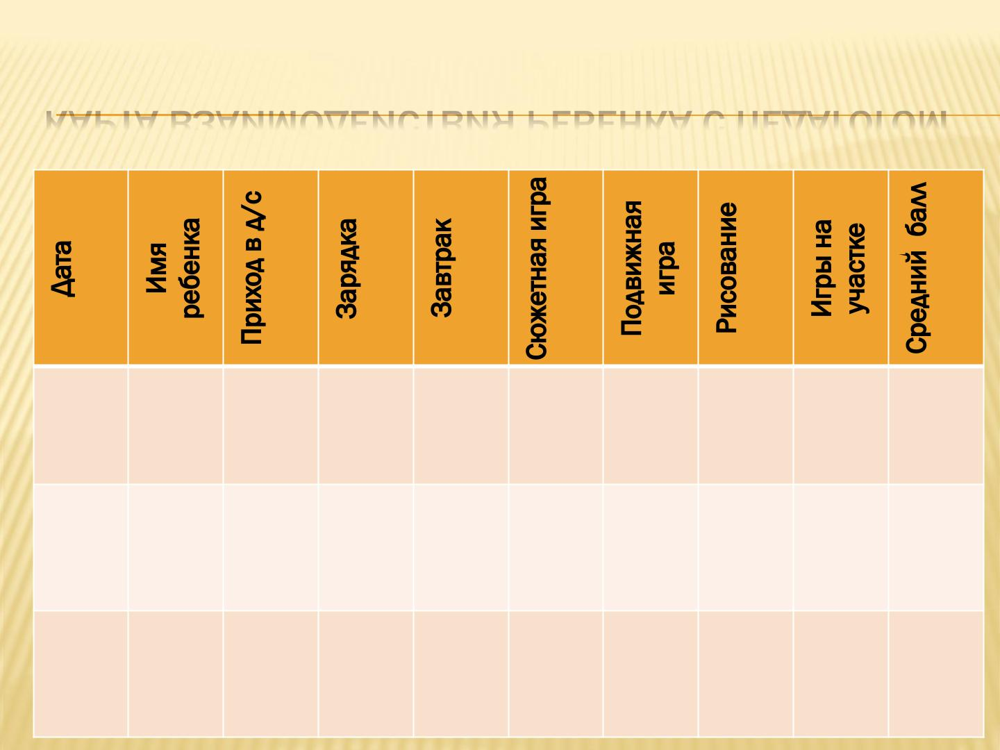 КАРТА ВЗАИМОДЕЙСТВИЯ РЕБЕНКА С ПЕДАГОГОМ
Дата
Имя
ребенка
Приход в д/с
Зарядка
Завтрак
Сюжетная игра
Подвижная
игра
Рисование
Игры на
участке
Средний балл